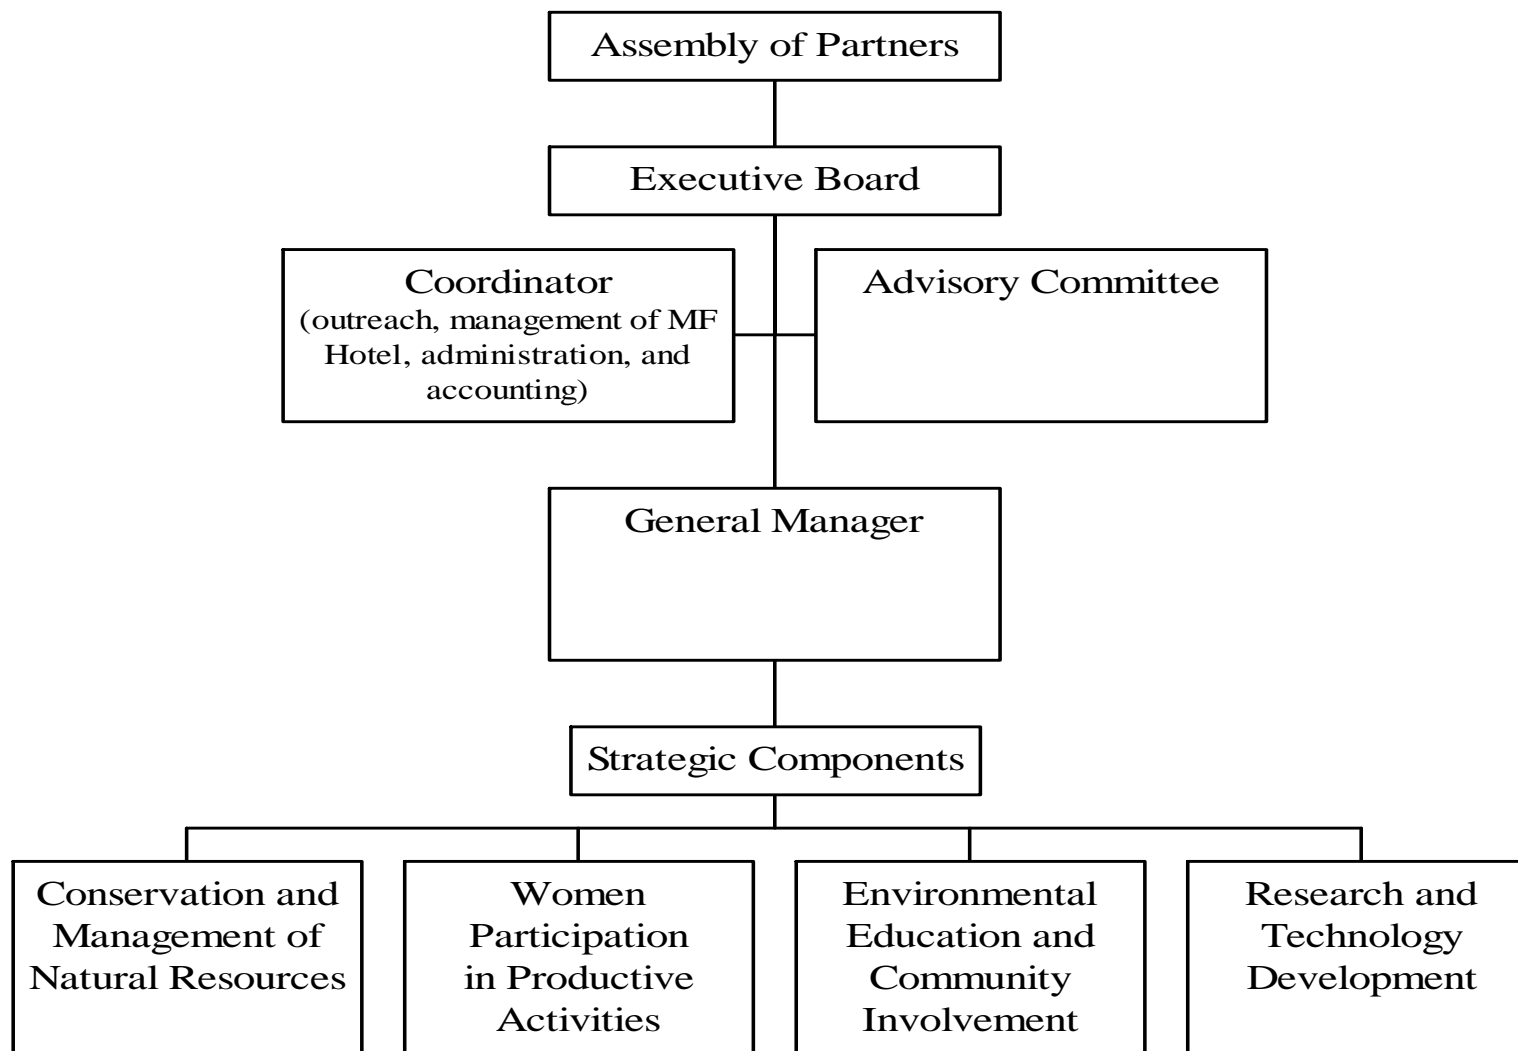 Assembly of Partners
Executive Board
Coordinator
(outreach, management of MF
Hotel, administration, and
accounting)
Advisory Committee
General Manager
Strategic Components
Conservation and
Management of
Natural Resources
Women
Participation
in Productive
Activities
Environmental
Education and
Community
Involvement
Research and
Technology
Development